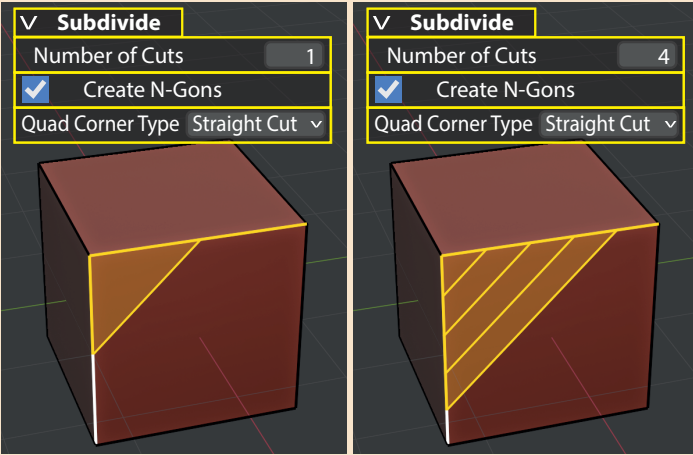 Subdivide
Number of Cuts 1
Create N-Gons
Quad Corner Type Straight Cut
Subdivide
Number of Cuts 4
Create N-Gons
Quad Corner Type Straight Cut